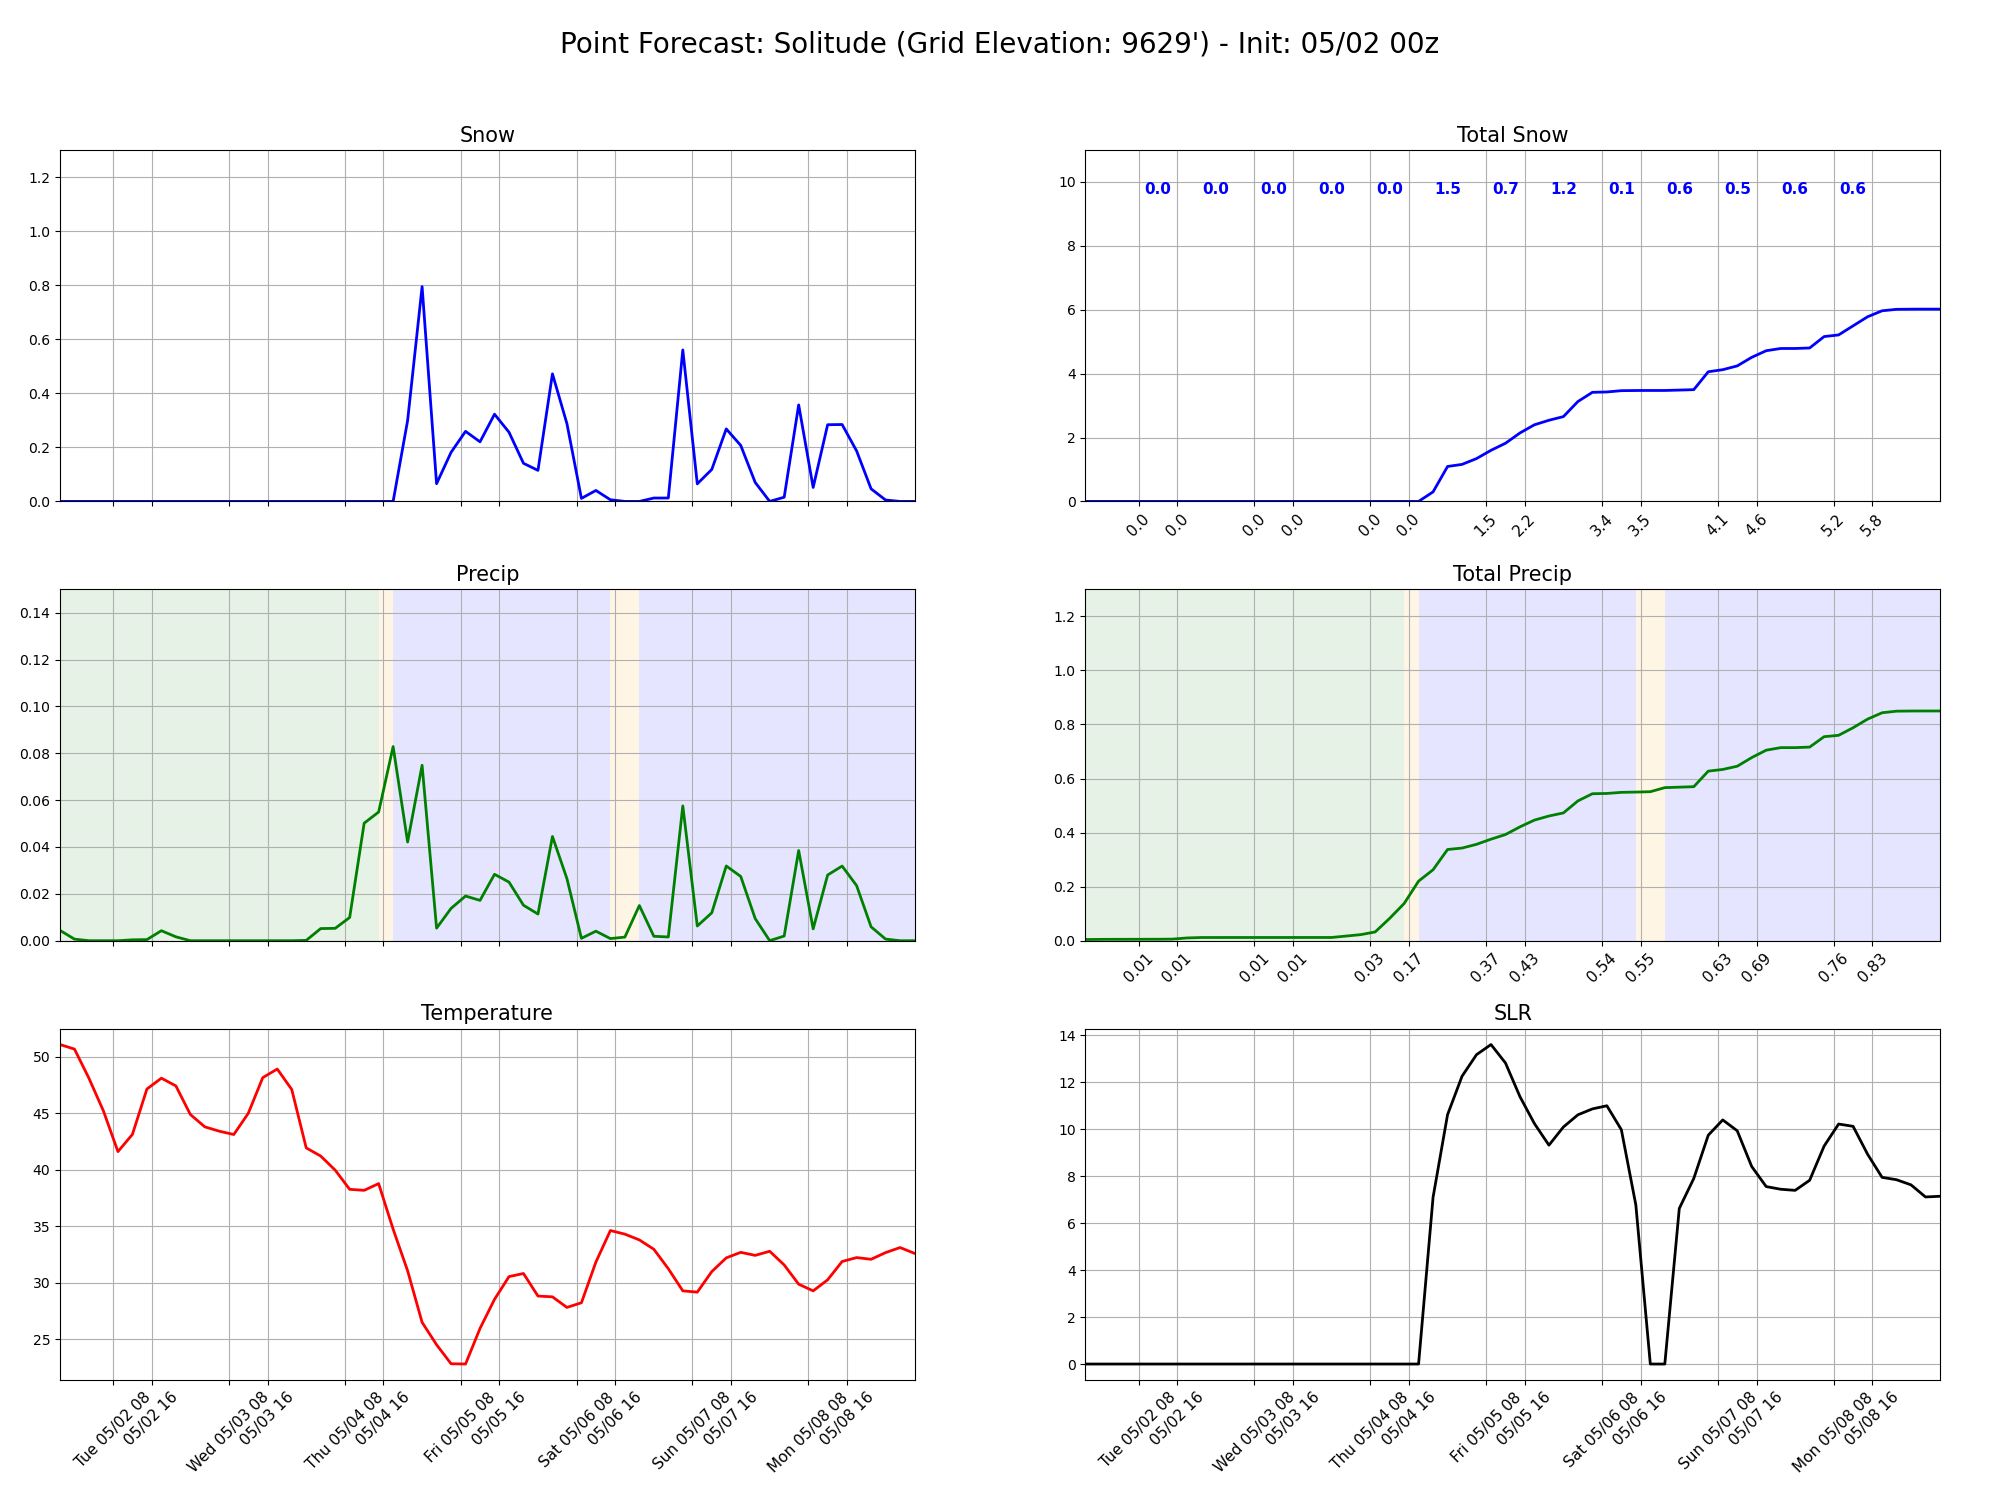 Point Forecast: Solitude (Grid Elevation: 9629') - Init: 05/02 00z
Snow
1.2
1.0
0.8
0.6
0.4
0.2
0.0
Total Snow
10
8
6
4
2
0
0.0 0.0 0.0 0.0 0.0 1.5 0.7 1.2 0.1 0.6 0.5 0.6 0.6
0.0 0.0 0.0 0.0 0.0 0.0 1.5 2.2 3.4 3.5 4.1 4.6 5.2 5.8
Precip
0.14
0.12
0.10
0.08
0.06
0.04
0.02
0.00
Total Precip
1.2
1.0
0.8
0.6
0.4
0.2
0.0
0.01 0.01 0.01 0.01 0.03 0.17 0.37 0.43 0.54 0.55 0.63 0.69 0.76 0.83
Temperature
50
45
40
35
30
25
Tue 05/02 08
05/02 16
Wed 05/03 08
05/03 16
Thu 05/04 08
05/04 16
Fri 05/05 08
05/05 16
Sat 05/06 08
05/06 16
Sun 05/07 08
05/07 16
Mon 05/08 08
05/08 16
SLR
14
12
10
8
6
4
2
0
Tue 05/02 08
05/02 16
Wed 05/03 08
05/03 16
Thu 05/04 08
05/04 16
Fri 05/05 08
05/05 16
Sat 05/06 08
05/06 16
Sun 05/07 08
05/07 16
Mon 05/08 08
05/08 16